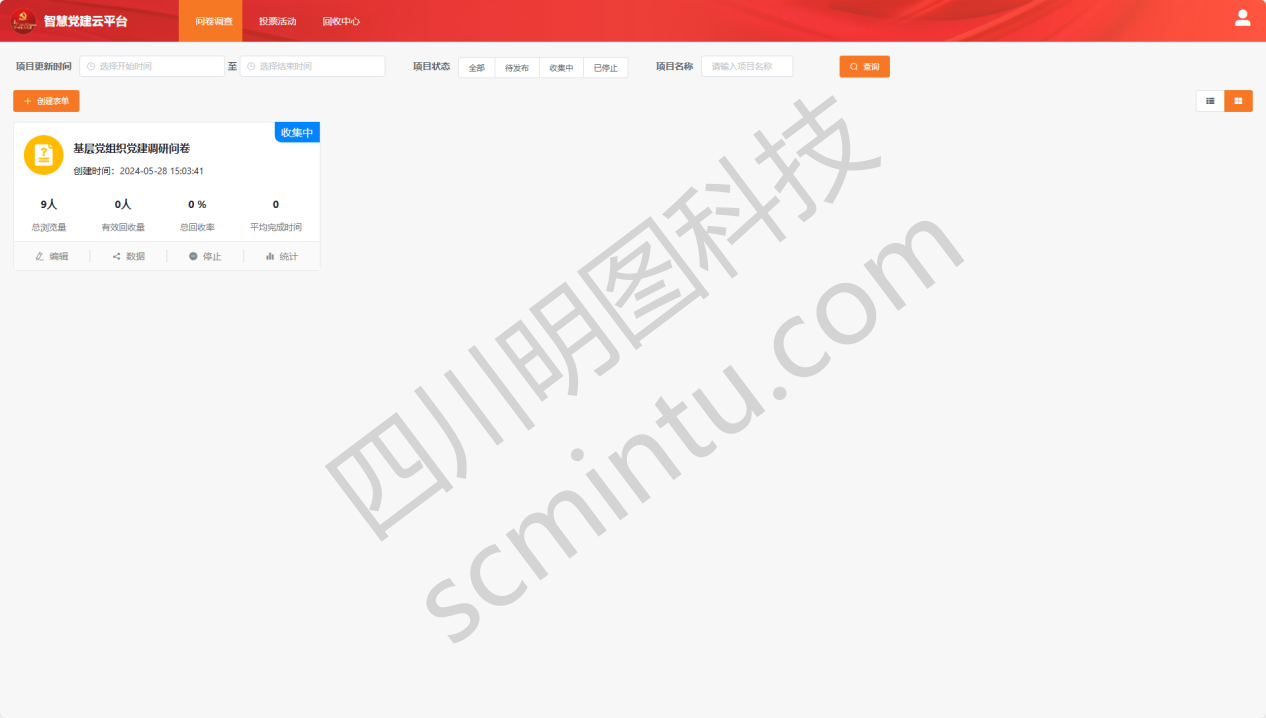 智慧党建云平台
问卷调查 投票活动 回收中心
项目更新时间 选择开始时间 至 选择结束时间 项目状态 全部 待发布 收集中 已停止 项目名称 请输入项目名称 查询
+ 创建表单
收集中
基层党组织党建调研问卷
创建时间：2024-05-28 15:03:41
9人 0人 0 % 0
总浏览量 有效回收量 总回收率 平均完成时间
编辑 数据 停止 统计
四川明图科技
scmintu.com